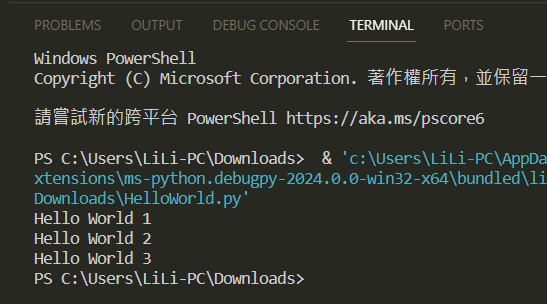 PROBLEMS OUTPUT DEBUG CONSOLE TERMINAL PORTS
Windows PowerShell
Copyright (C) Microsoft Corporation. 著作權所有，並保留一
請嘗試新的跨平台 PowerShell https://aka.ms/pscore6
PS C:\Users\LiLi-PC\Downloads>  & 'c:\Users\LiLi-PC\AppDa
xtensions\ms-python.debugpy-2024.0.0-win32-x64\bundled\li
Downloads\HelloWorld.py'
Hello World 1
Hello World 2
Hello World 3
PS C:\Users\LiLi-PC\Downloads>